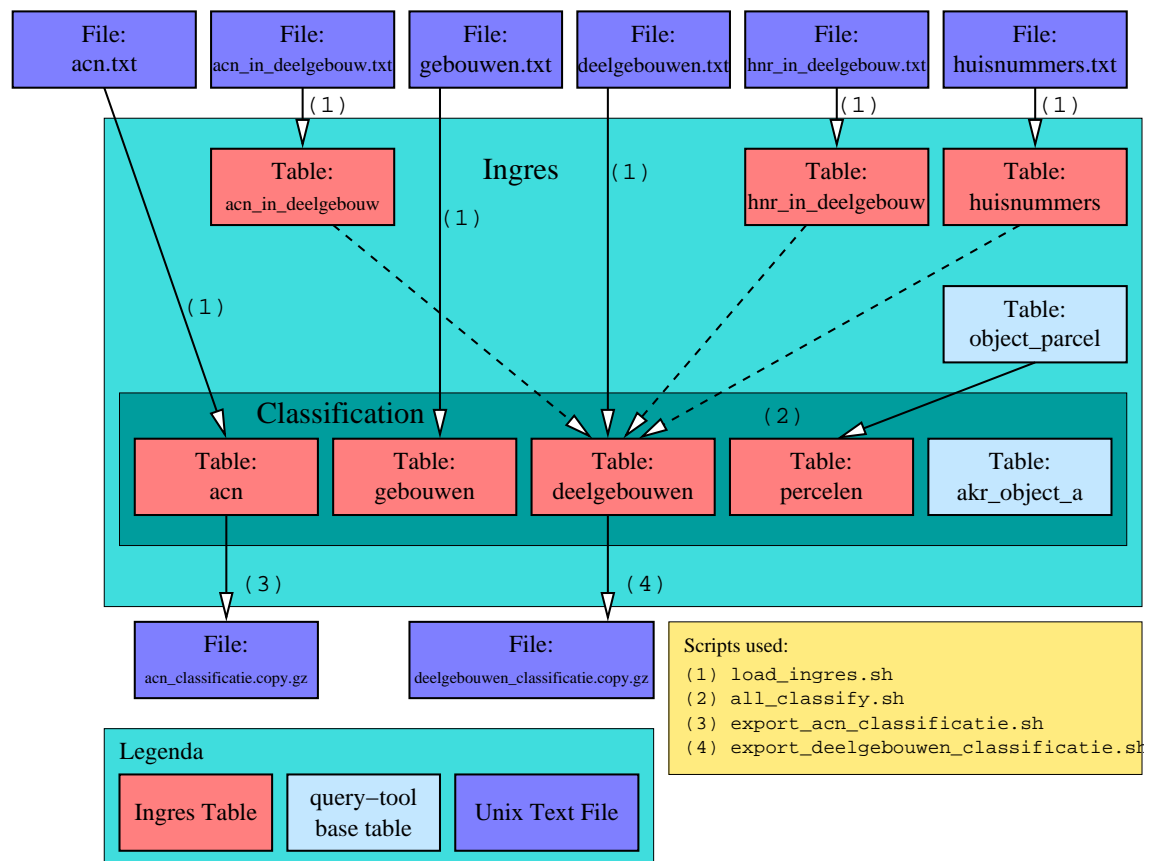 File:
acn.txt
File:
acn_in_deelgebouw.txt
File:
gebouwen.txt
File:
deelgebouwen.txt
File:
hnr_in_deelgebouw.txt
File:
huisnummers.txt
(1)
(1)
(1)
Ingres
Table:
acn_in_deelgebouw
(1)
Table:
hnr_in_deelgebouw
Table:
huisnummers
(1)
(1)
Table:
object_parcel
Classification
(2)
Table:
acn
Table:
gebouwen
Table:
deelgebouwen
Table:
percelen
Table:
akr_object_a
(3)
(4)
File:
acn_classificatie.copy.gz
File:
deelgebouwen_classificatie.copy.gz
Scripts used:
(1) load_ingres.sh
(2) all_classify.sh
(3) export_acn_classificatie.sh
(4) export_deelgebouwen_classificatie.sh
Legenda
Ingres Table
query−tool
base table
Unix Text File